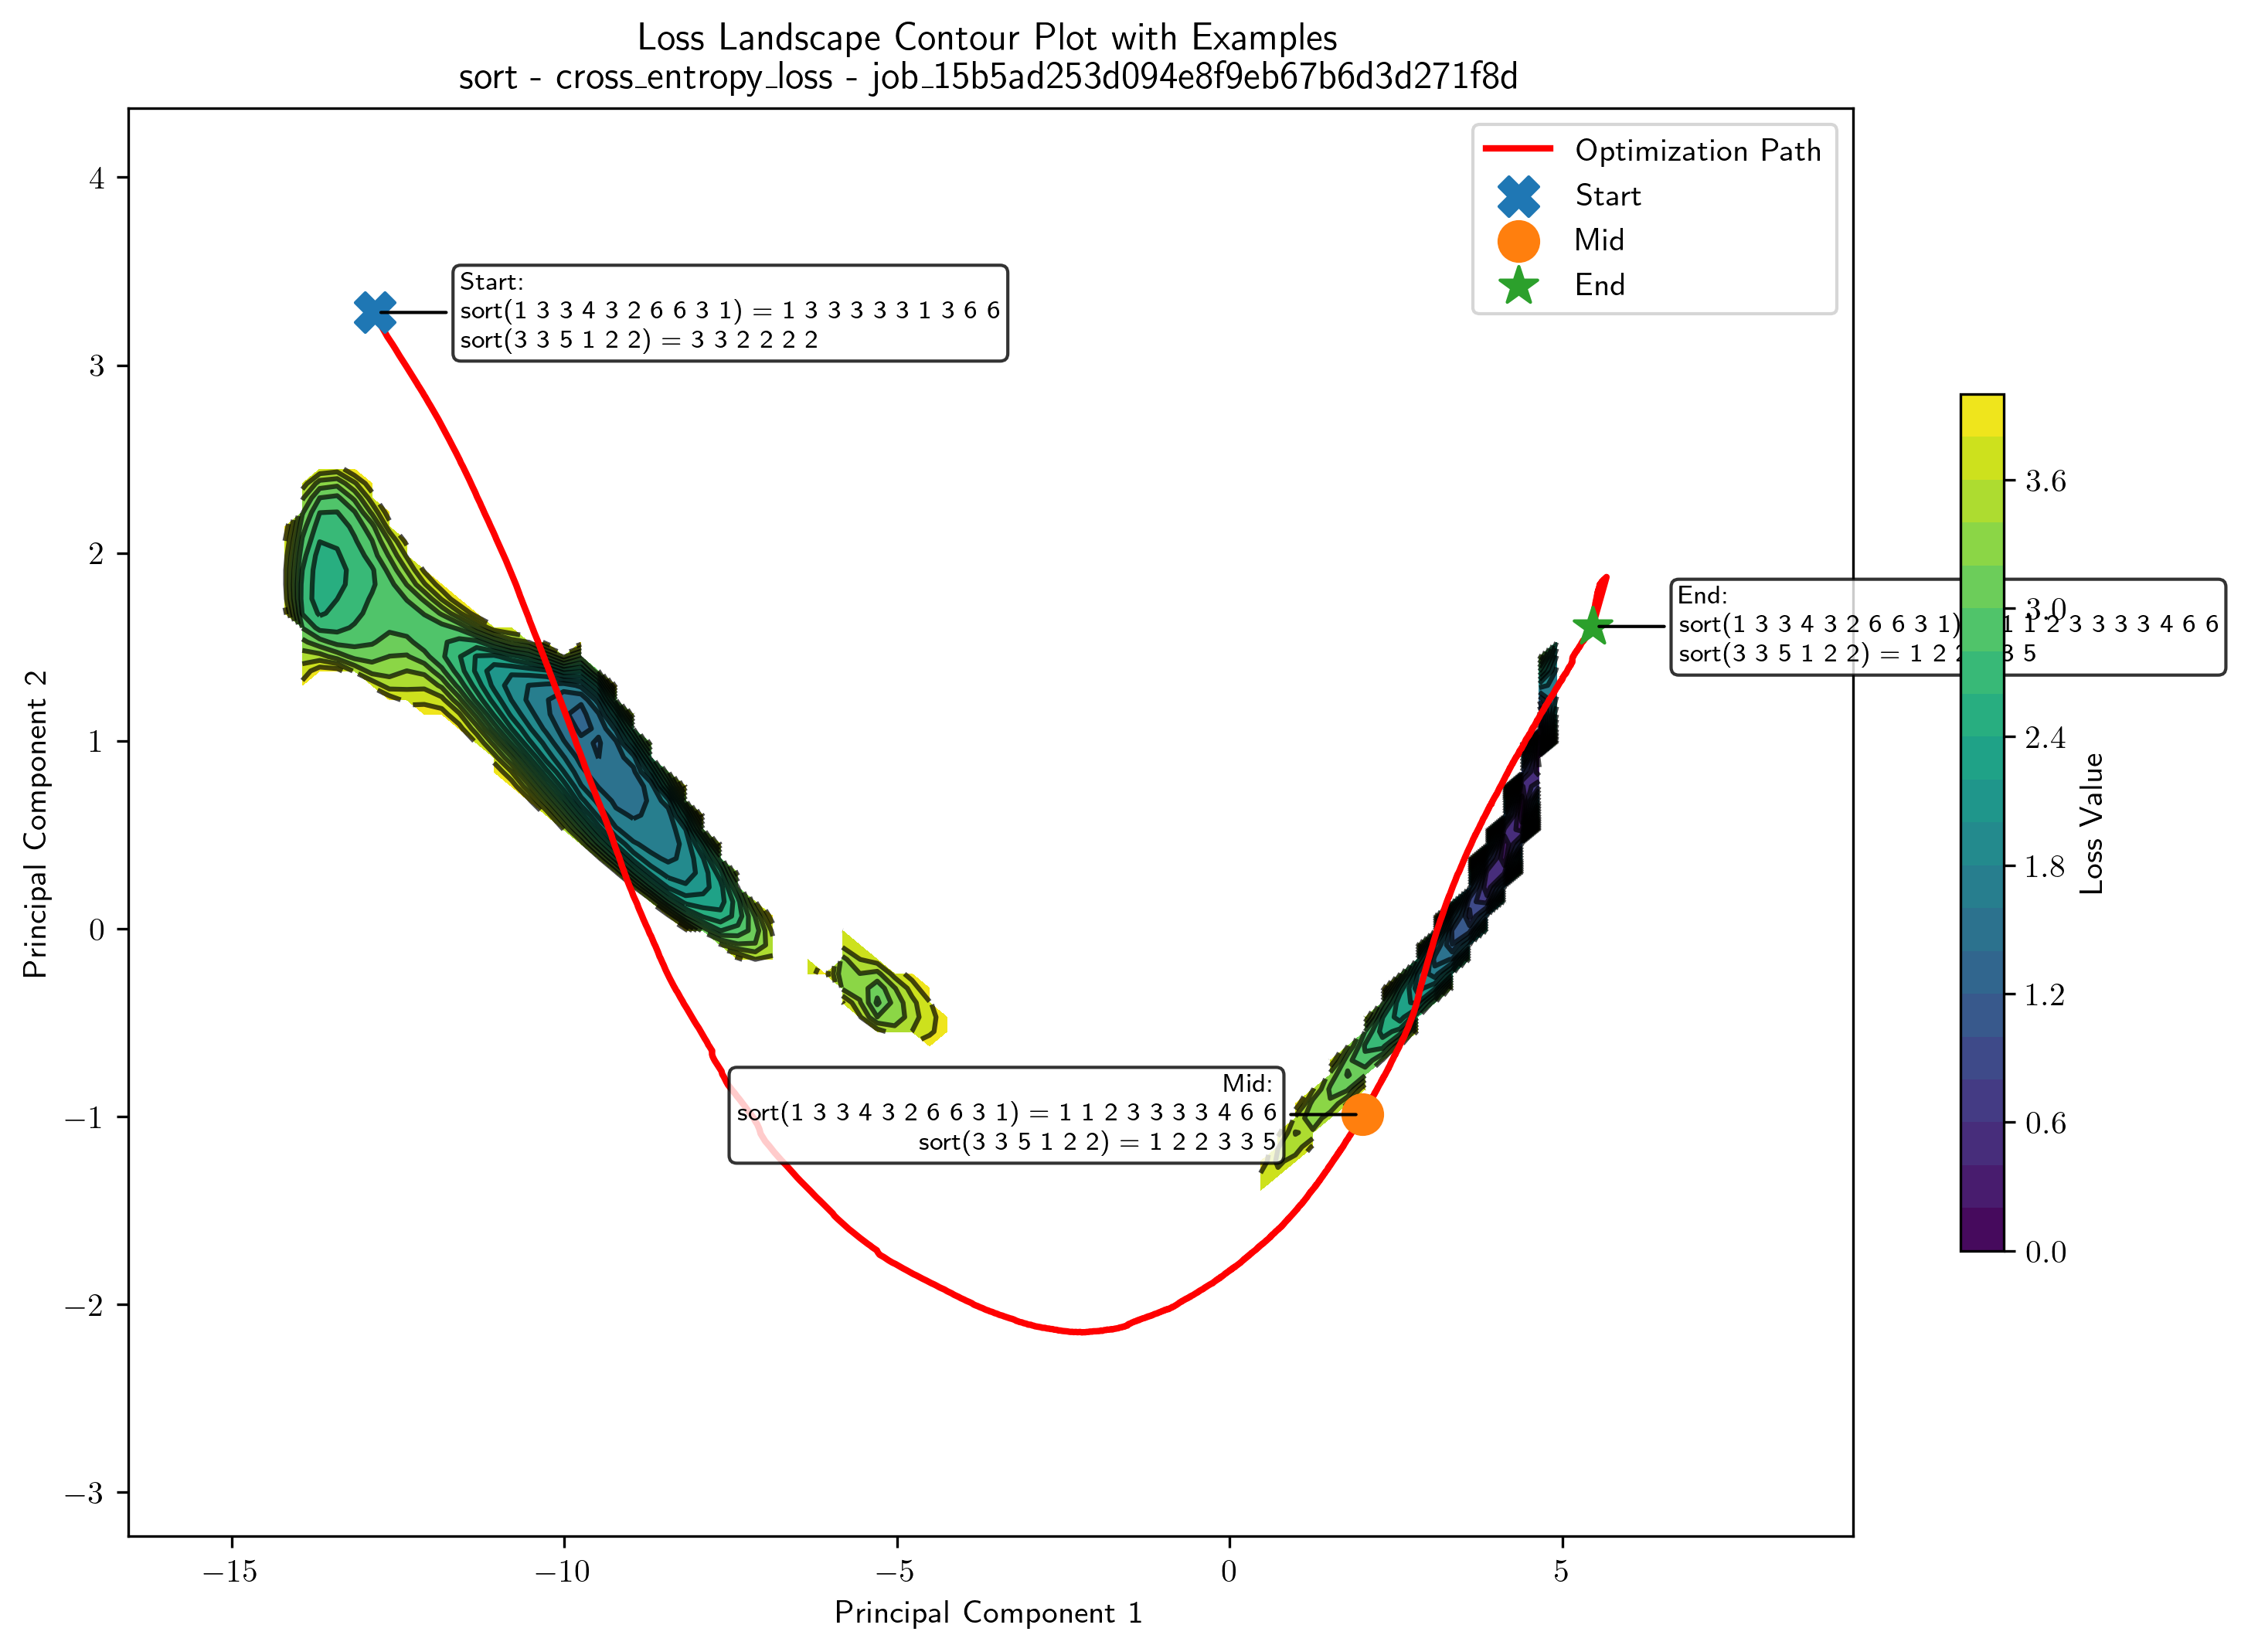 Loss Landscape Contour Plot with Examples
sort - cross_entropy_loss - job_15b5ad253d094e8f9eb67b6d3d271f8d
Optimization Path
Start
Mid
End
Start:
sort(1 3 3 4 3 2 6 6 3 1) = 1 3 3 3 3 3 1 3 6 6
sort(3 3 5 1 2 2) = 3 3 2 2 2 2
End:
sort(1 3 3 4 3 2 6 6 3 1) 1 1 2 3 3 3 3 4 6 6
sort(3 3 5 1 2 2) = 1 2 2 3 5
Mid:
sort(1 3 3 4 3 2 6 6 3 1) = 1 1 2 3 3 3 3 4 6 6
sort(3 3 5 1 2 2) = 1 2 2 3 3 5
4
3
2
1
0
−1
−2
−3
Principal Component 2
−15
−10
−5
0
5
Principal Component 1
3.6
3.0
2.4
1.8
1.2
0.6
0.0
Loss Value